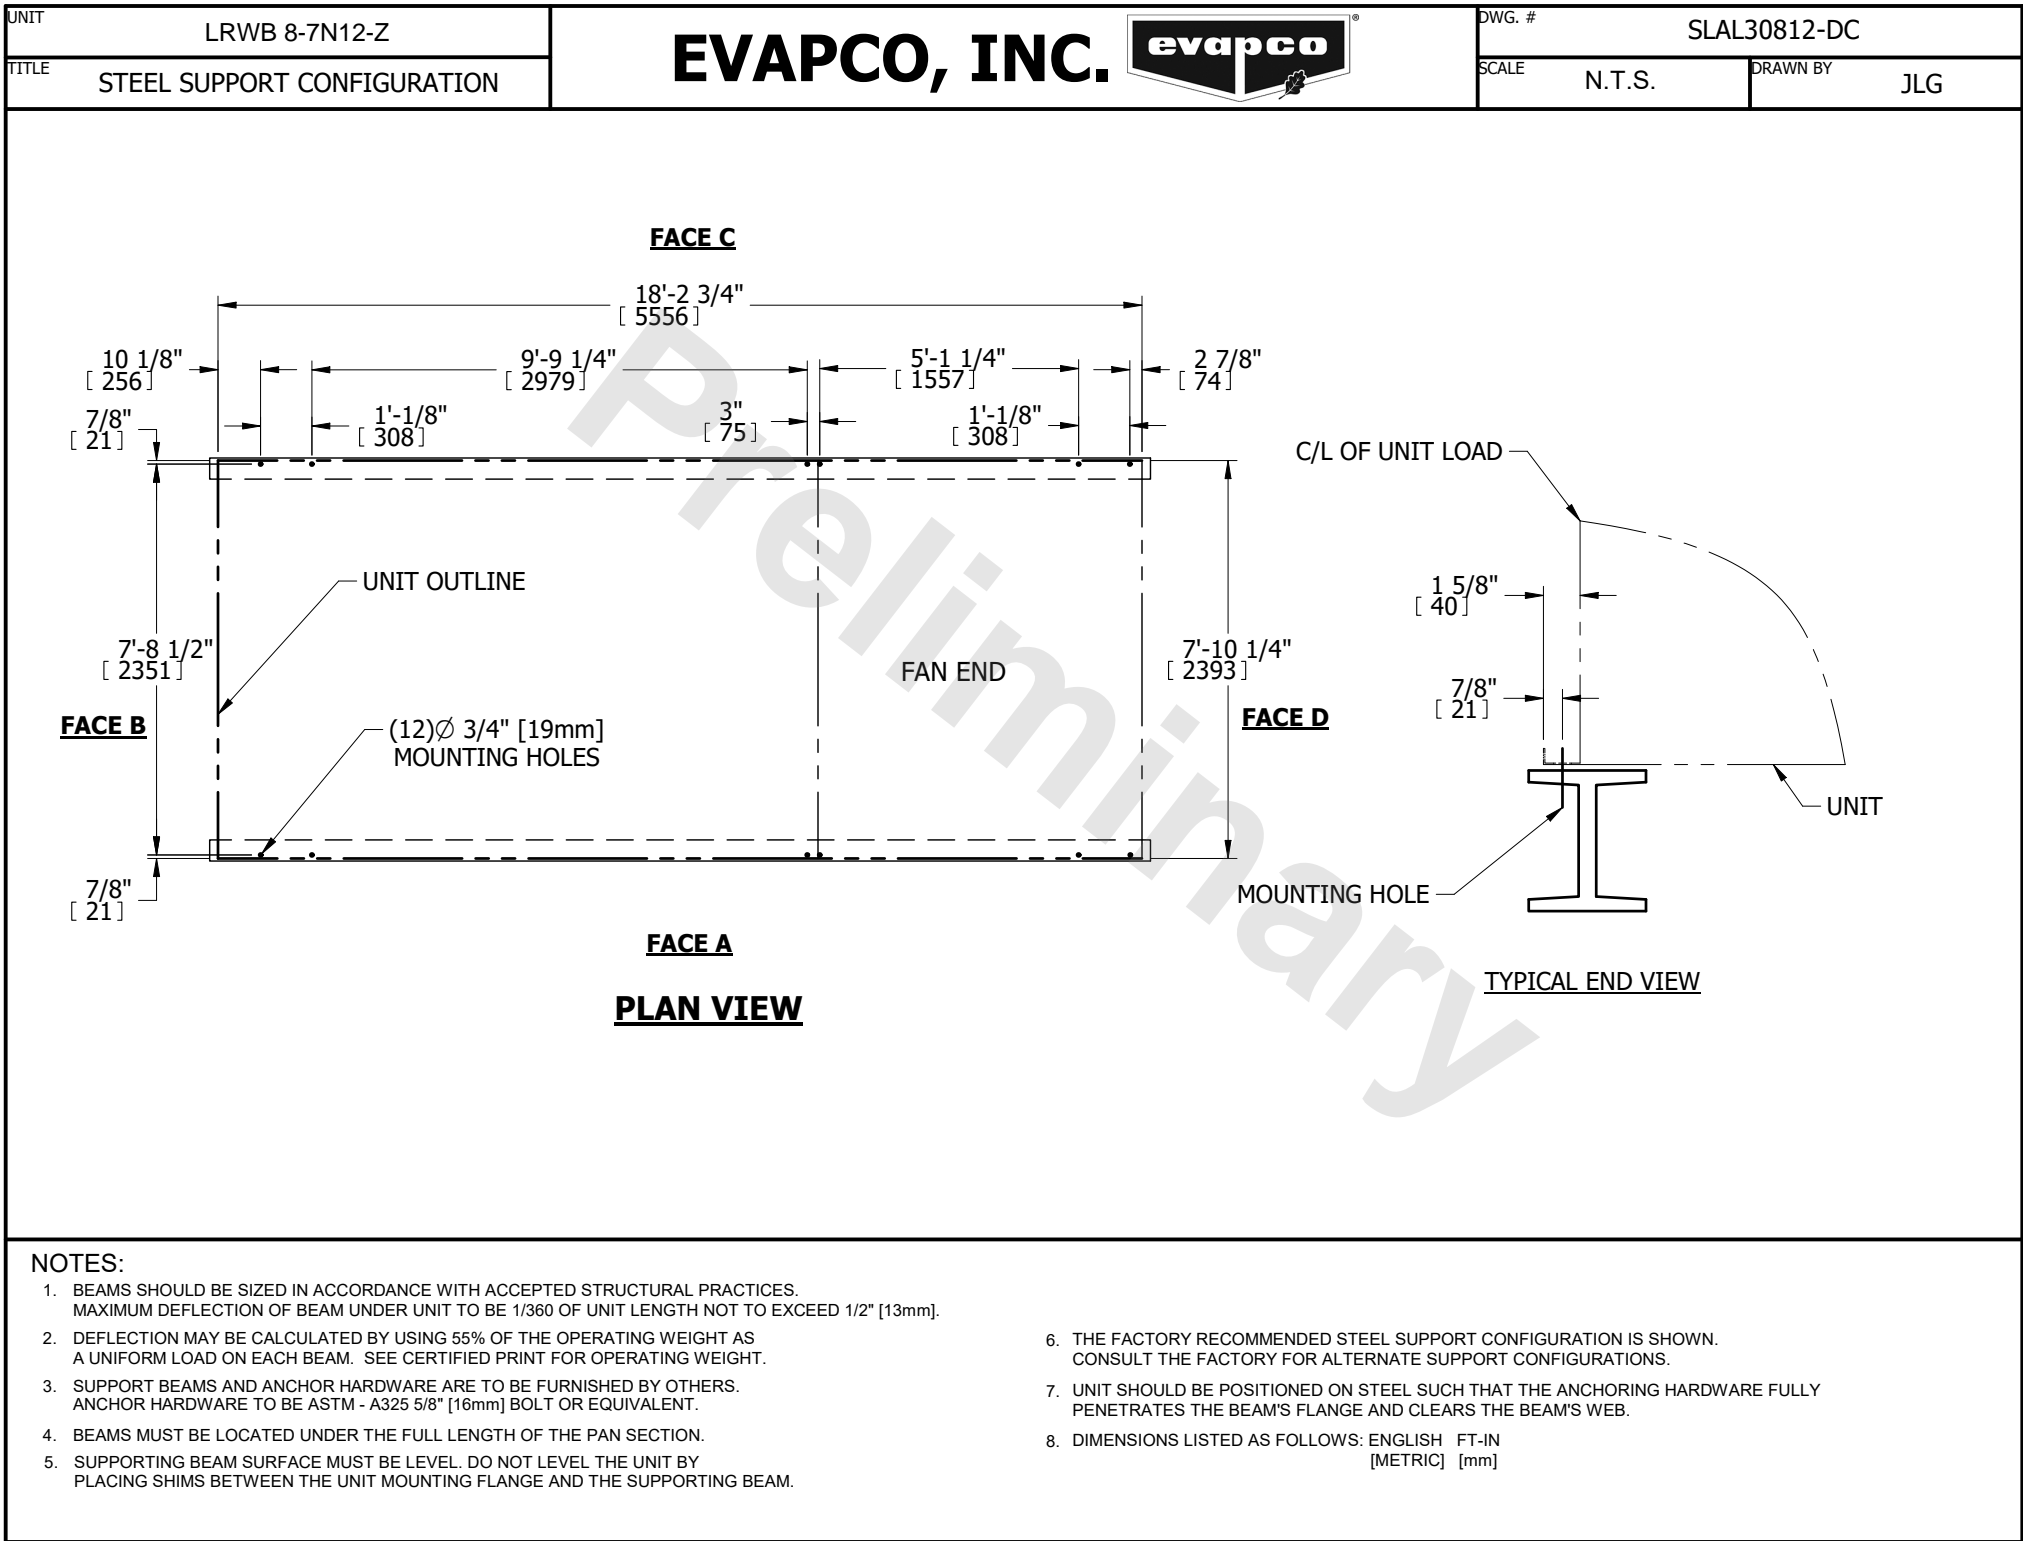 UNIT
LRWB 8-7N12-Z
TITLE
STEEL SUPPORT CONFIGURATION
EVAPCO, INC.
evapco
®
DWG. #
SLAL30812-DC
SCALE
N.T.S.
DRAWN BY
JLG
FACE C
18'-2 3/4"
[ 5556 ]
10 1/8"
[ 256 ]
9'-9 1/4"
[ 2979 ]
5'-1 1/4"
[ 1557 ]
2 7/8"
[ 74 ]
7/8"
[ 21 ]
1'-1/8"
[ 308 ]
3"
[ 75 ]
1'-1/8"
[ 308 ]
C/L OF UNIT LOAD
UNIT OUTLINE
1 5/8"
[ 40 ]
7'-8 1/2"
[ 2351 ]
FAN END
7'-10 1/4"
[ 2393 ]
7/8"
[ 21 ]
FACE B
(12)Ø 3/4" [19mm]
MOUNTING HOLES
FACE D
UNIT
7/8"
[ 21 ]
MOUNTING HOLE
FACE A
TYPICAL END VIEW
PLAN VIEW
Preliminary
NOTES:
1. BEAMS SHOULD BE SIZED IN ACCORDANCE WITH ACCEPTED STRUCTURAL PRACTICES.
MAXIMUM DEFLECTION OF BEAM UNDER UNIT TO BE 1/360 OF UNIT LENGTH NOT TO EXCEED 1/2" [13mm].
2. DEFLECTION MAY BE CALCULATED BY USING 55% OF THE OPERATING WEIGHT AS
A UNIFORM LOAD ON EACH BEAM. SEE CERTIFIED PRINT FOR OPERATING WEIGHT.
3. SUPPORT BEAMS AND ANCHOR HARDWARE ARE TO BE FURNISHED BY OTHERS.
ANCHOR HARDWARE TO BE ASTM - A325 5/8" [16mm] BOLT OR EQUIVALENT.
4. BEAMS MUST BE LOCATED UNDER THE FULL LENGTH OF THE PAN SECTION.
5. SUPPORTING BEAM SURFACE MUST BE LEVEL. DO NOT LEVEL THE UNIT BY
PLACING SHIMS BETWEEN THE UNIT MOUNTING FLANGE AND THE SUPPORTING BEAM.
6. THE FACTORY RECOMMENDED STEEL SUPPORT CONFIGURATION IS SHOWN.
CONSULT THE FACTORY FOR ALTERNATE SUPPORT CONFIGURATIONS.
7. UNIT SHOULD BE POSITIONED ON STEEL SUCH THAT THE ANCHORING HARDWARE FULLY
PENETRATES THE BEAM'S FLANGE AND CLEARS THE BEAM'S WEB.
8. DIMENSIONS LISTED AS FOLLOWS: ENGLISH FT-IN
[METRIC] [mm]